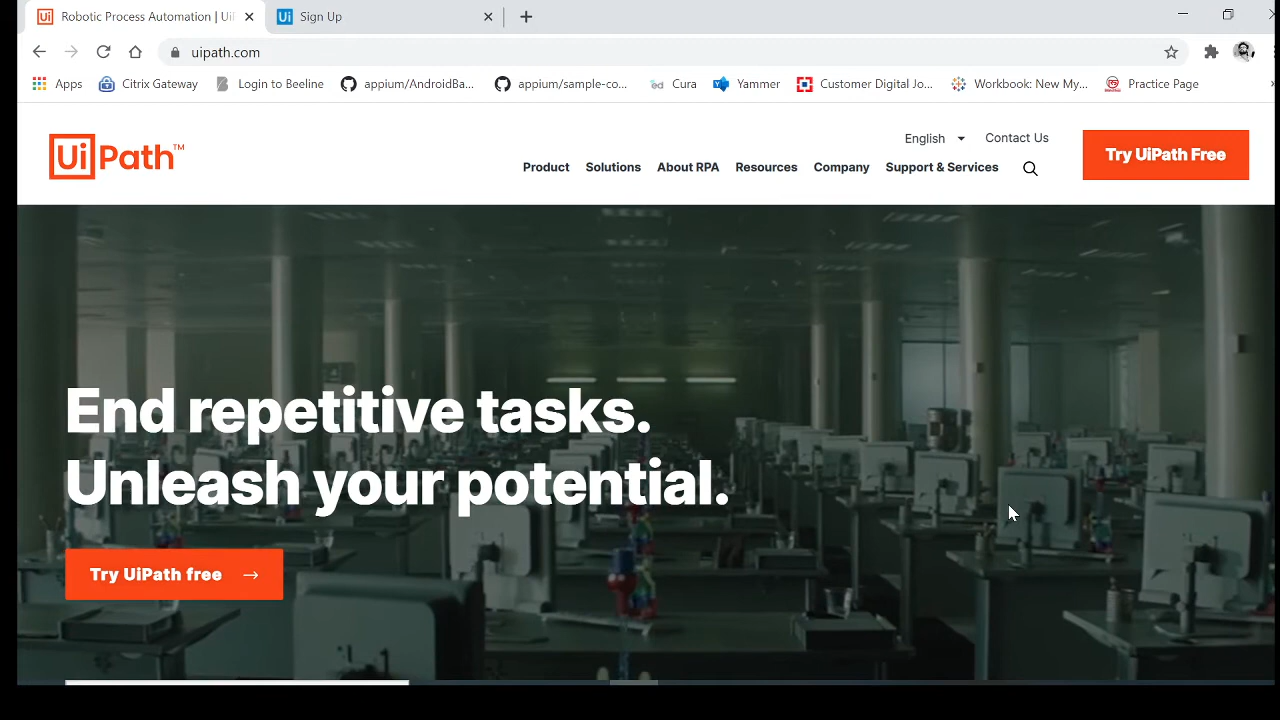 Ui Robotic Process Automation | Ui
Ui Sign Up
uipath.com
Apps Citrix Gateway Login to Beeline appium/AndroidBa... appium/sample-co... Cura Yammer Customer Digital Jo... Workbook: New My... Practice Page
English Contact Us
UiPath™
Try UiPath Free
Product Solutions About RPA Resources Company Support & Services
End repetitive tasks.
Unleash your potential.
Try UiPath free →